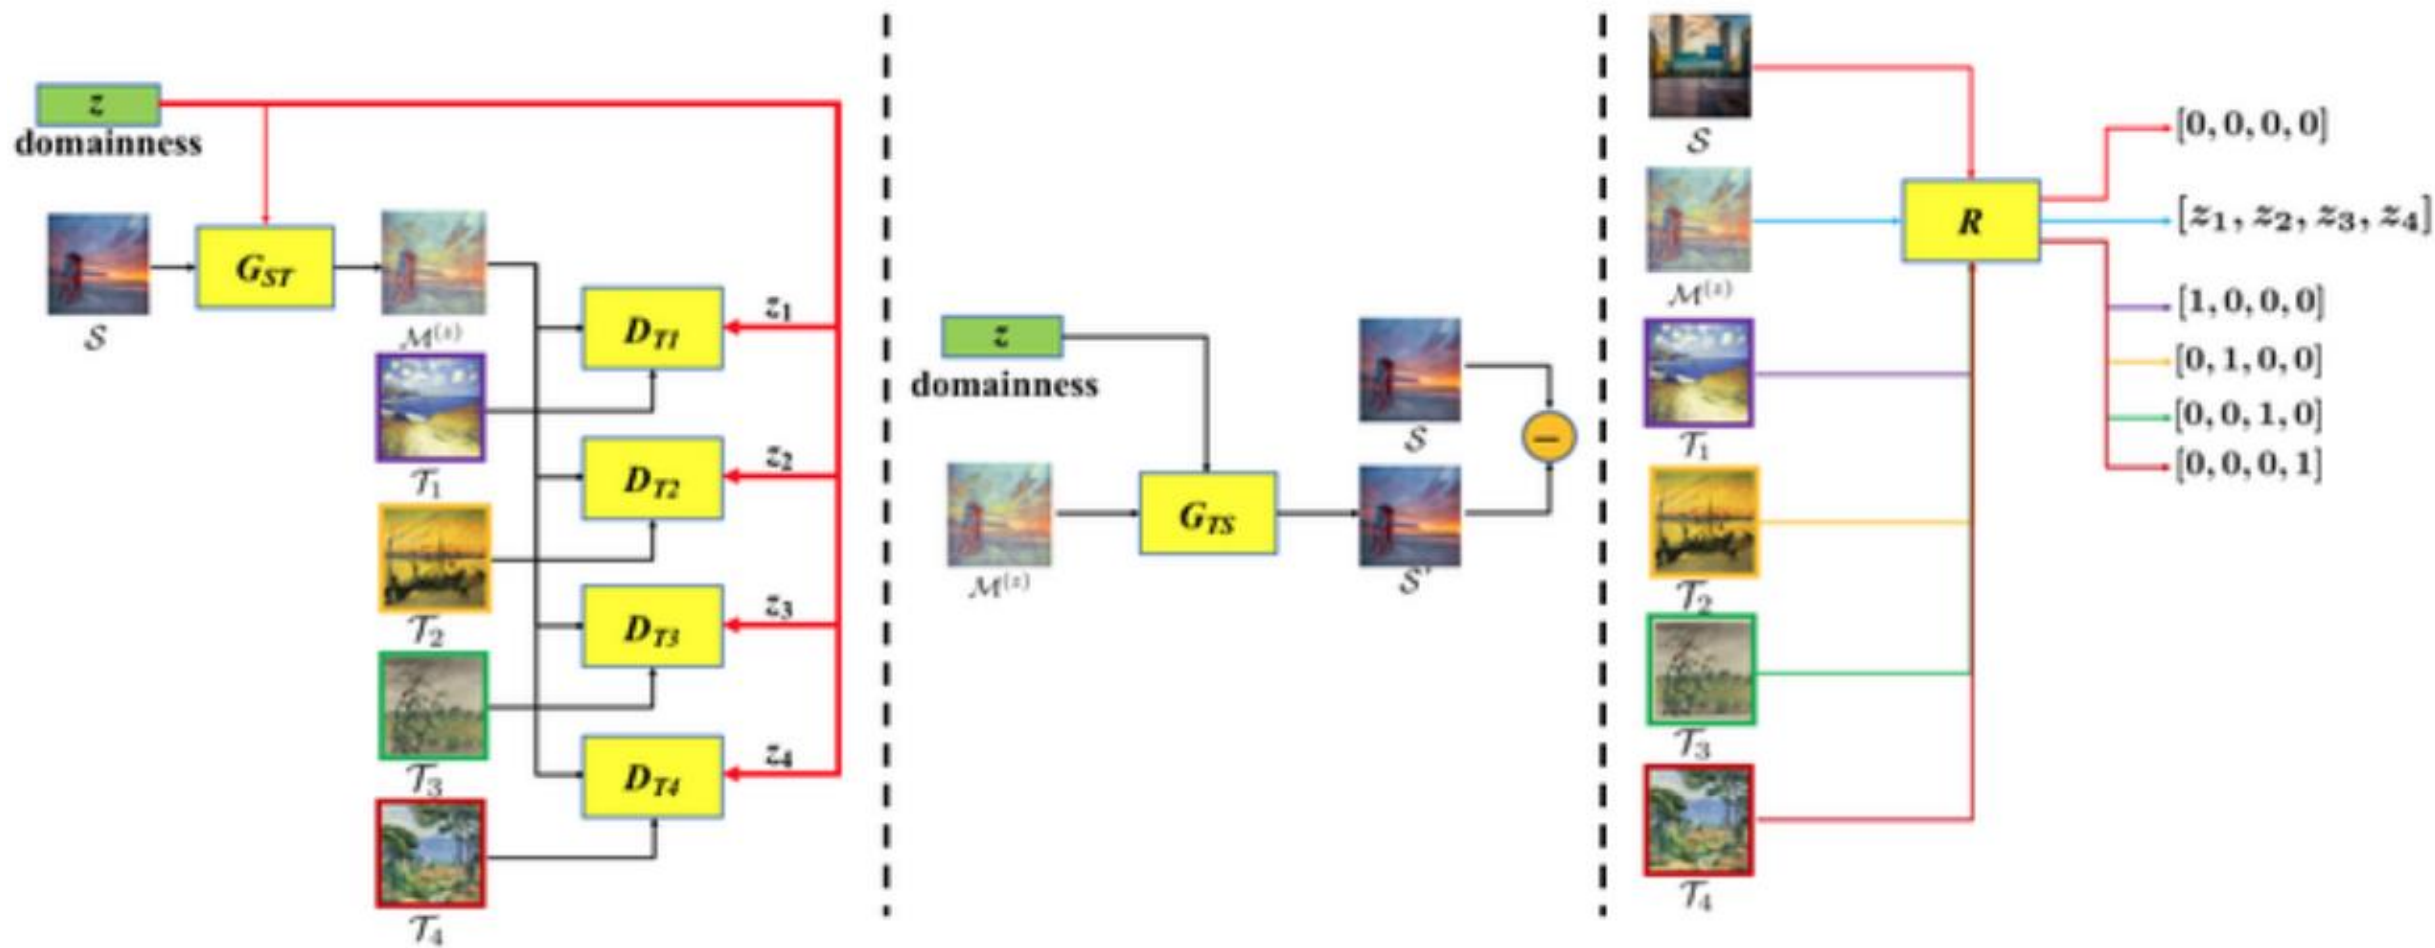 z
domainness
S
G_ST
M^(z)
D_T1
z_1
T_1
D_T2
z_2
T_2
D_T3
z_3
T_3
D_T4
z_4
T_4
z
domainness
M^(z)
G_TS
S
S'
−
S
M^(z)
T_1
T_2
T_3
T_4
R
[0, 0, 0, 0]
[z_1, z_2, z_3, z_4]
[1, 0, 0, 0]
[0, 1, 0, 0]
[0, 0, 1, 0]
[0, 0, 0, 1]